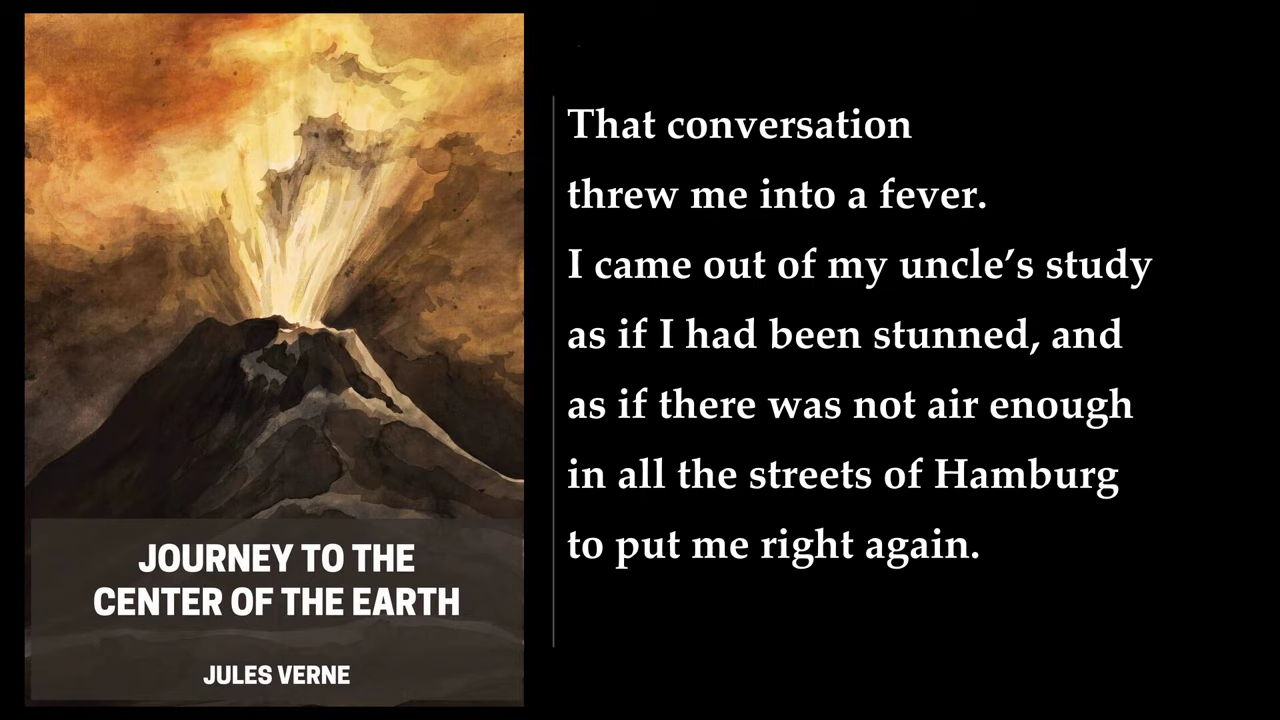 That conversation
threw me into a fever.
I came out of my uncle’s study
as if I had been stunned, and
as if there was not air enough
in all the streets of Hamburg
to put me right again.
JOURNEY TO THE
CENTER OF THE EARTH
JULES VERNE